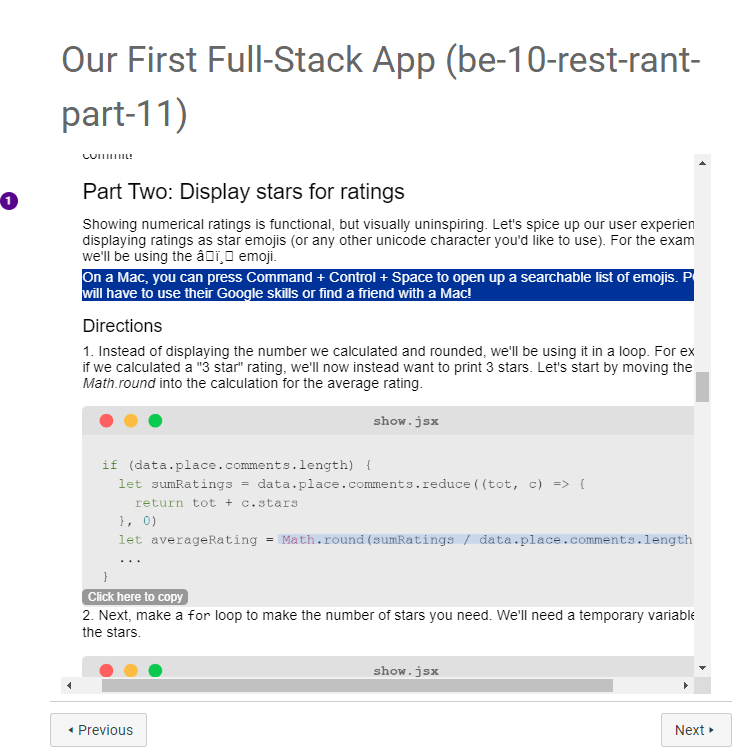 Our First Full-Stack App (be-10-rest-rant-
part-11)
commit!
1
Part Two: Display stars for ratings
Showing numerical ratings is functional, but visually uninspiring. Let's spice up our user experien
displaying ratings as star emojis (or any other unicode character you'd like to use). For the exam
we'll be using the â□ï¸□ emoji.
On a Mac, you can press Command + Control + Space to open up a searchable list of emojis. P
will have to use their Google skills or find a friend with a Mac!
Directions
1. Instead of displaying the number we calculated and rounded, we'll be using it in a loop. For ex
if we calculated a "3 star" rating, we'll now instead want to print 3 stars. Let's start by moving the
Math.round into the calculation for the average rating.
show.jsx
if (data.place.comments.length) {
let sumRatings = data.place.comments.reduce((tot, c) => {
return tot + c.stars
}, 0)
let averageRating = Math.round(sumRatings / data.place.comments.length
...
}
Click here to copy
2. Next, make a for loop to make the number of stars you need. We'll need a temporary variable
the stars.
show.jsx
Previous
Next